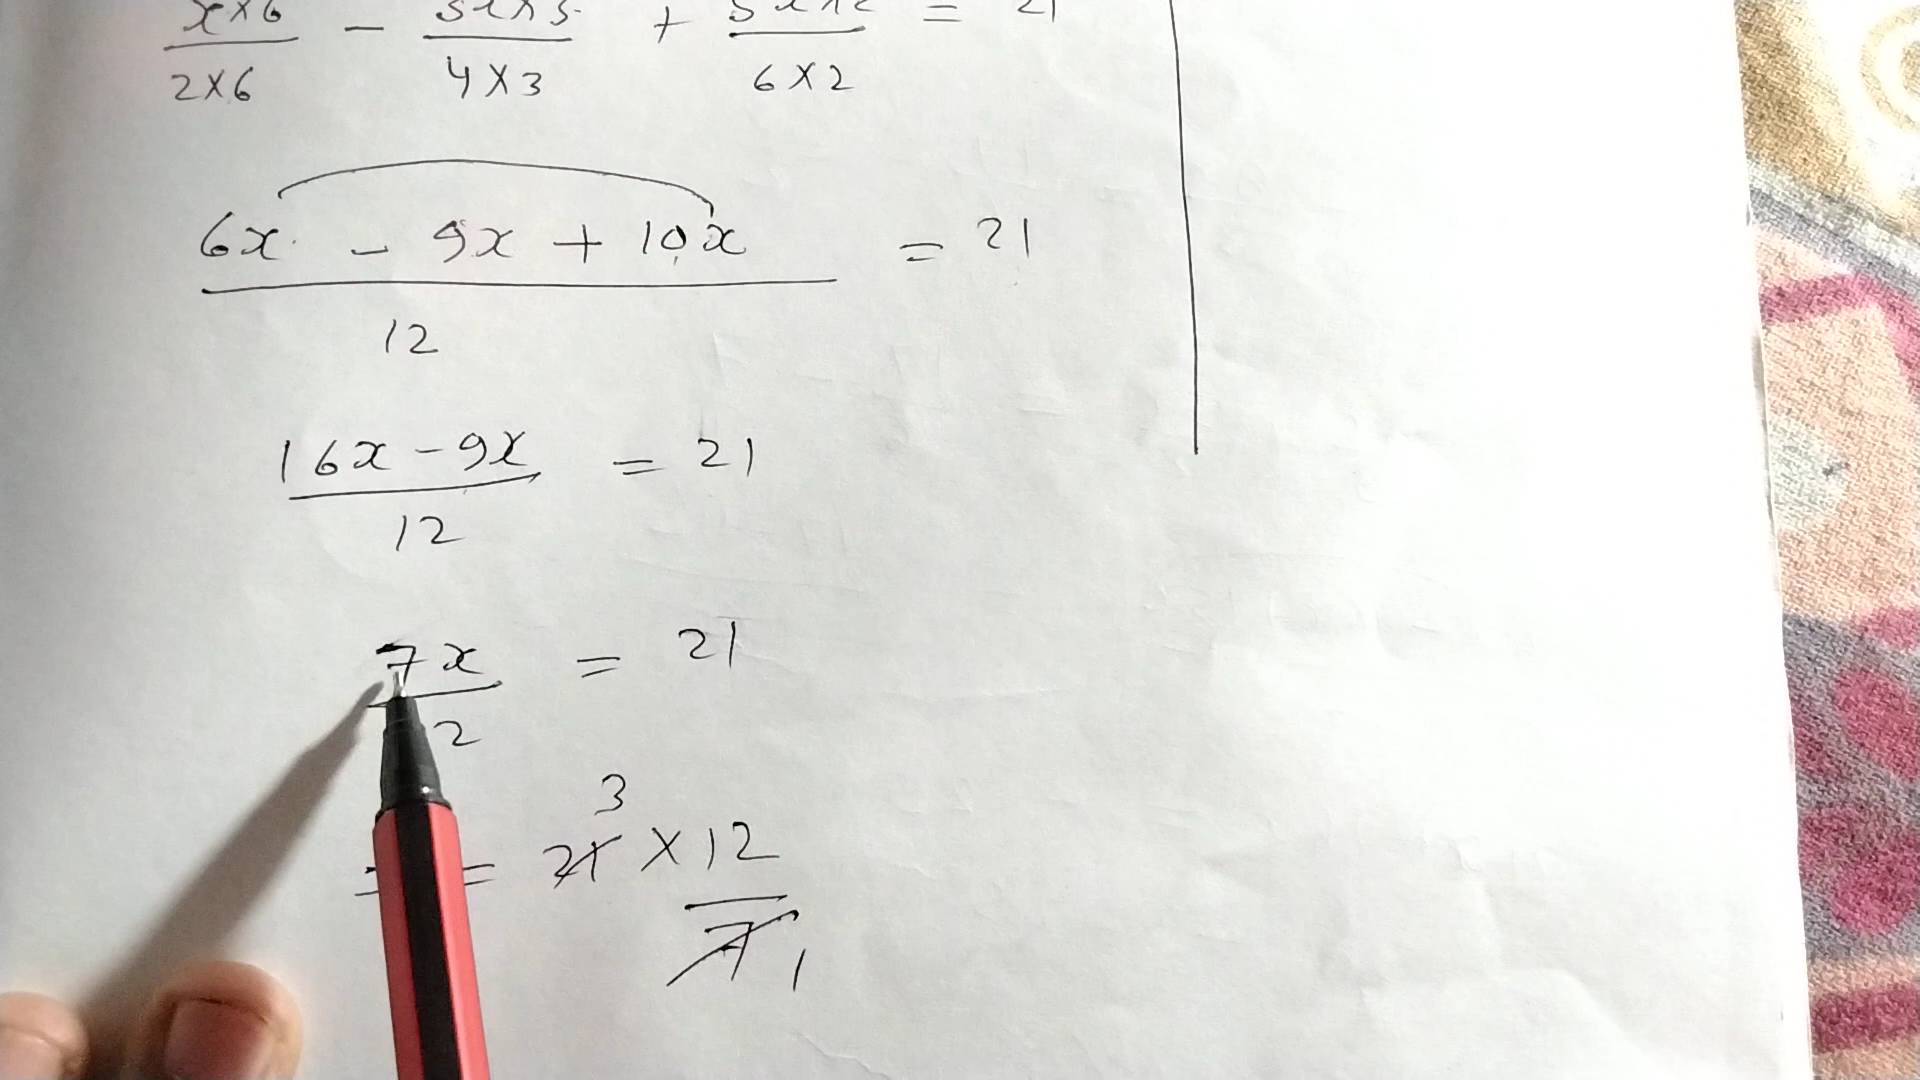 x×6 − 3x×3 + 5x×2 = 21
2×6 4×3 6×2
6x − 9x + 10x = 21
12
16x − 9x = 21
12
7x = 21
2
3
= 21 × 12
7 1